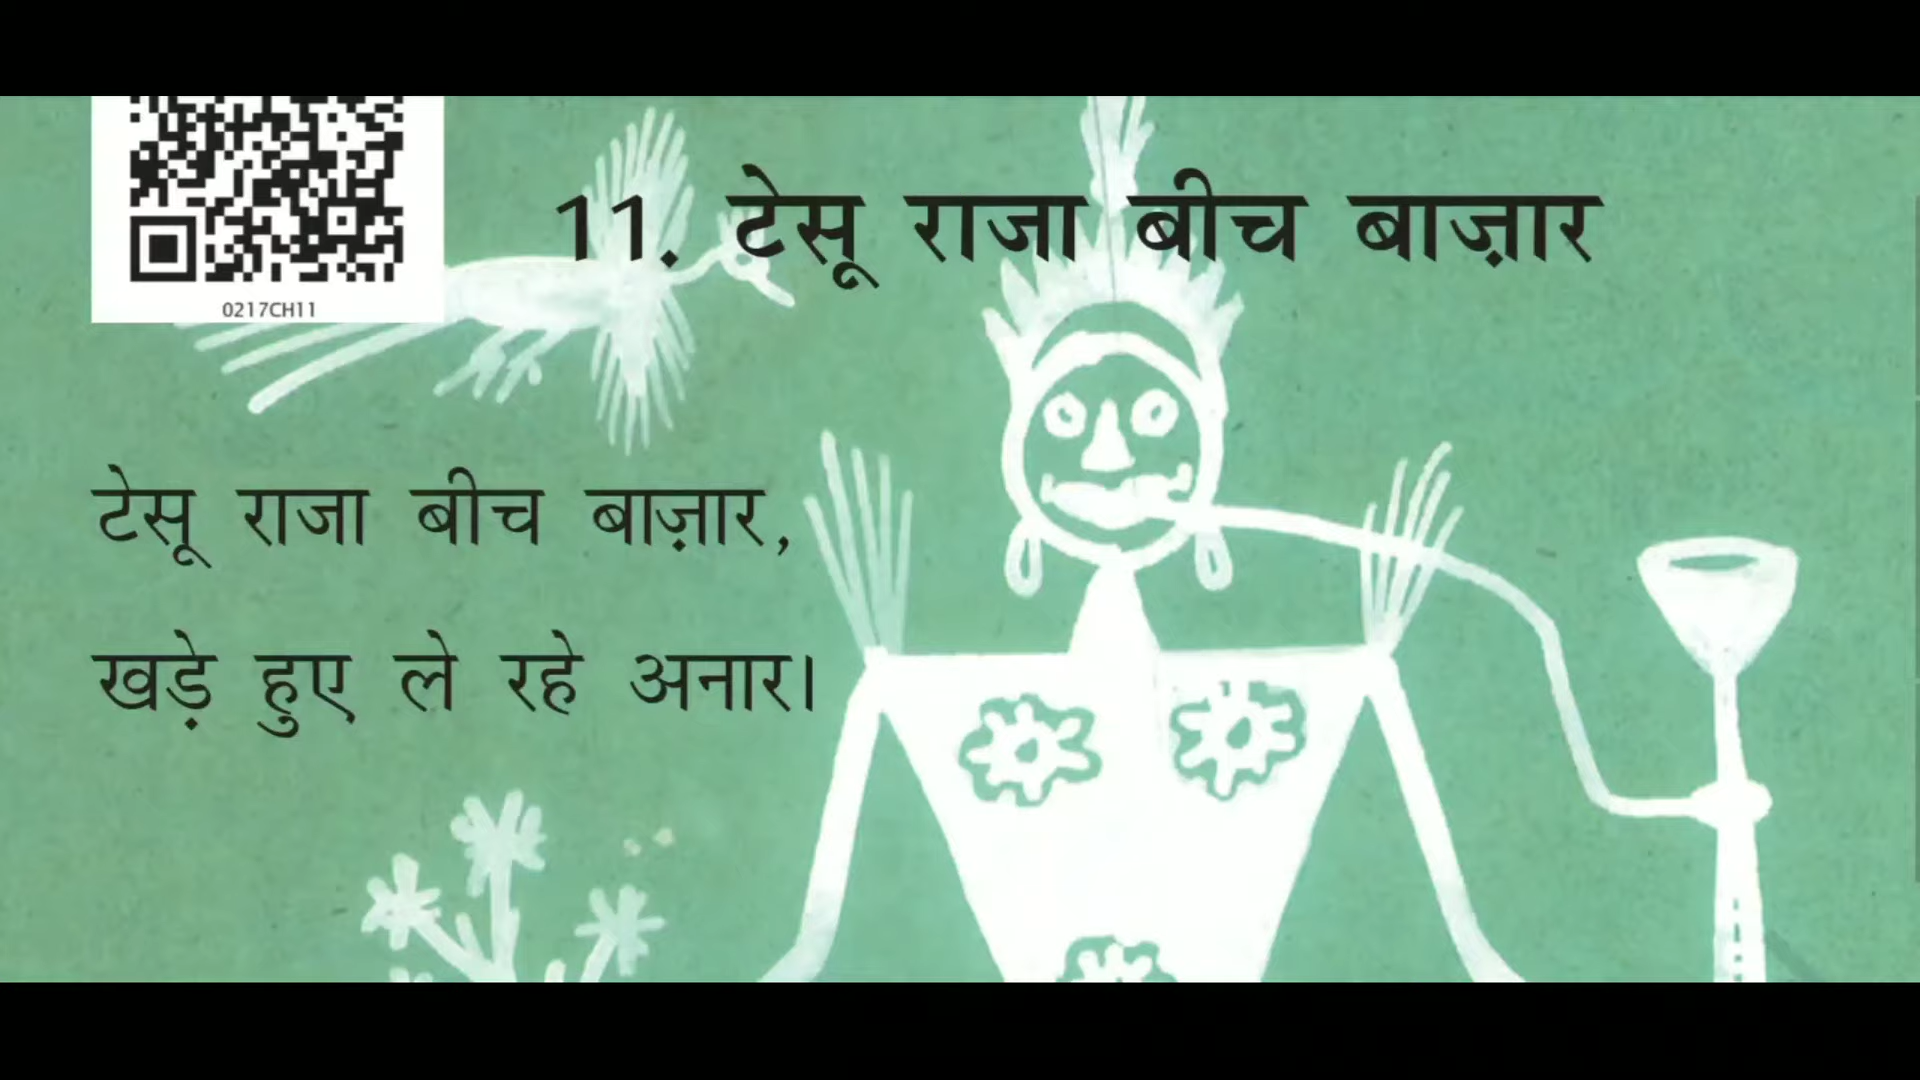 0217CH11
11. टेसू राजा बीच बाज़ार
टेसू राजा बीच बाज़ार,
खड़े हुए ले रहे अनार।